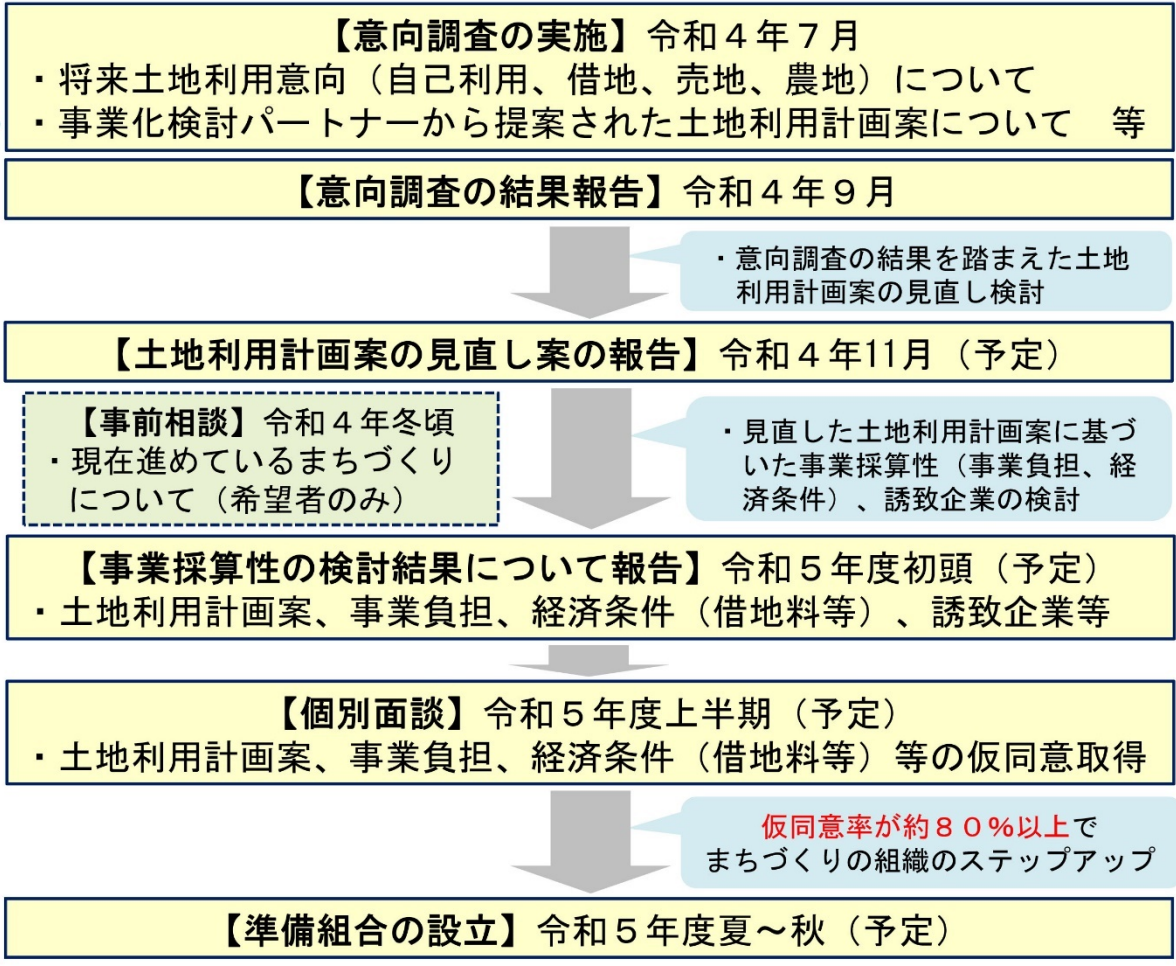 【意向調査の実施】令和４年７月
・将来土地利用意向（自己利用、借地、売地、農地）について
・事業化検討パートナーから提案された土地利用計画案について　等
【意向調査の結果報告】令和４年９月
・意向調査の結果を踏まえた土地
利用計画案の見直し検討
【土地利用計画案の見直し案の報告】令和４年11月（予定）
【事前相談】令和４年冬頃
・現在進めているまちづくり
について（希望者のみ）
・見直した土地利用計画案に基づ
いた事業採算性（事業負担、経
済条件）、誘致企業の検討
【事業採算性の検討結果について報告】令和５年度初頭（予定）
・土地利用計画案、事業負担、経済条件（借地料等）、誘致企業等
【個別面談】令和５年度上半期（予定）
・土地利用計画案、事業負担、経済条件（借地料等）等の仮同意取得
仮同意率が約８０％以上で
まちづくりの組織のステップアップ
【準備組合の設立】令和５年度夏～秋（予定）